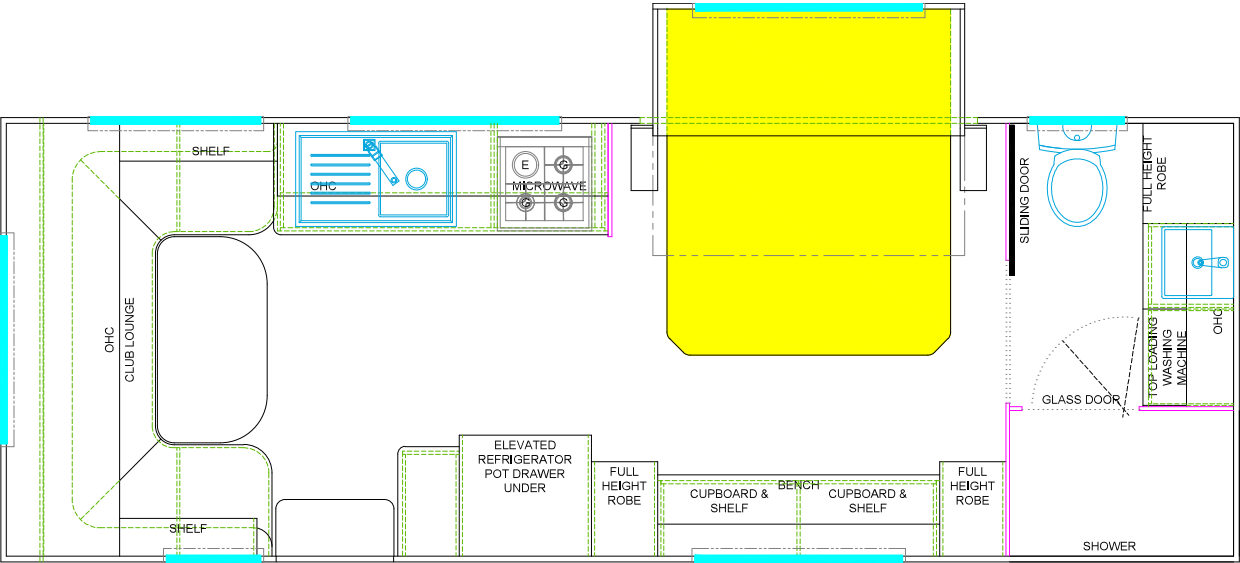 SHELF
OHC
CLUB LOUNGE
SHELF
OHC
MICROWAVE
E
G
G
G
ELEVATED
REFRIGERATOR
POT DRAWER
UNDER
FULL
HEIGHT
ROBE
BENCH
CUPBOARD &
SHELF
CUPBOARD &
SHELF
FULL
HEIGHT
ROBE
SLIDING DOOR
FULL HEIGHT
ROBE
OHC
TOP LOADING
WASHING
MACHINE
GLASS DOOR
SHOWER